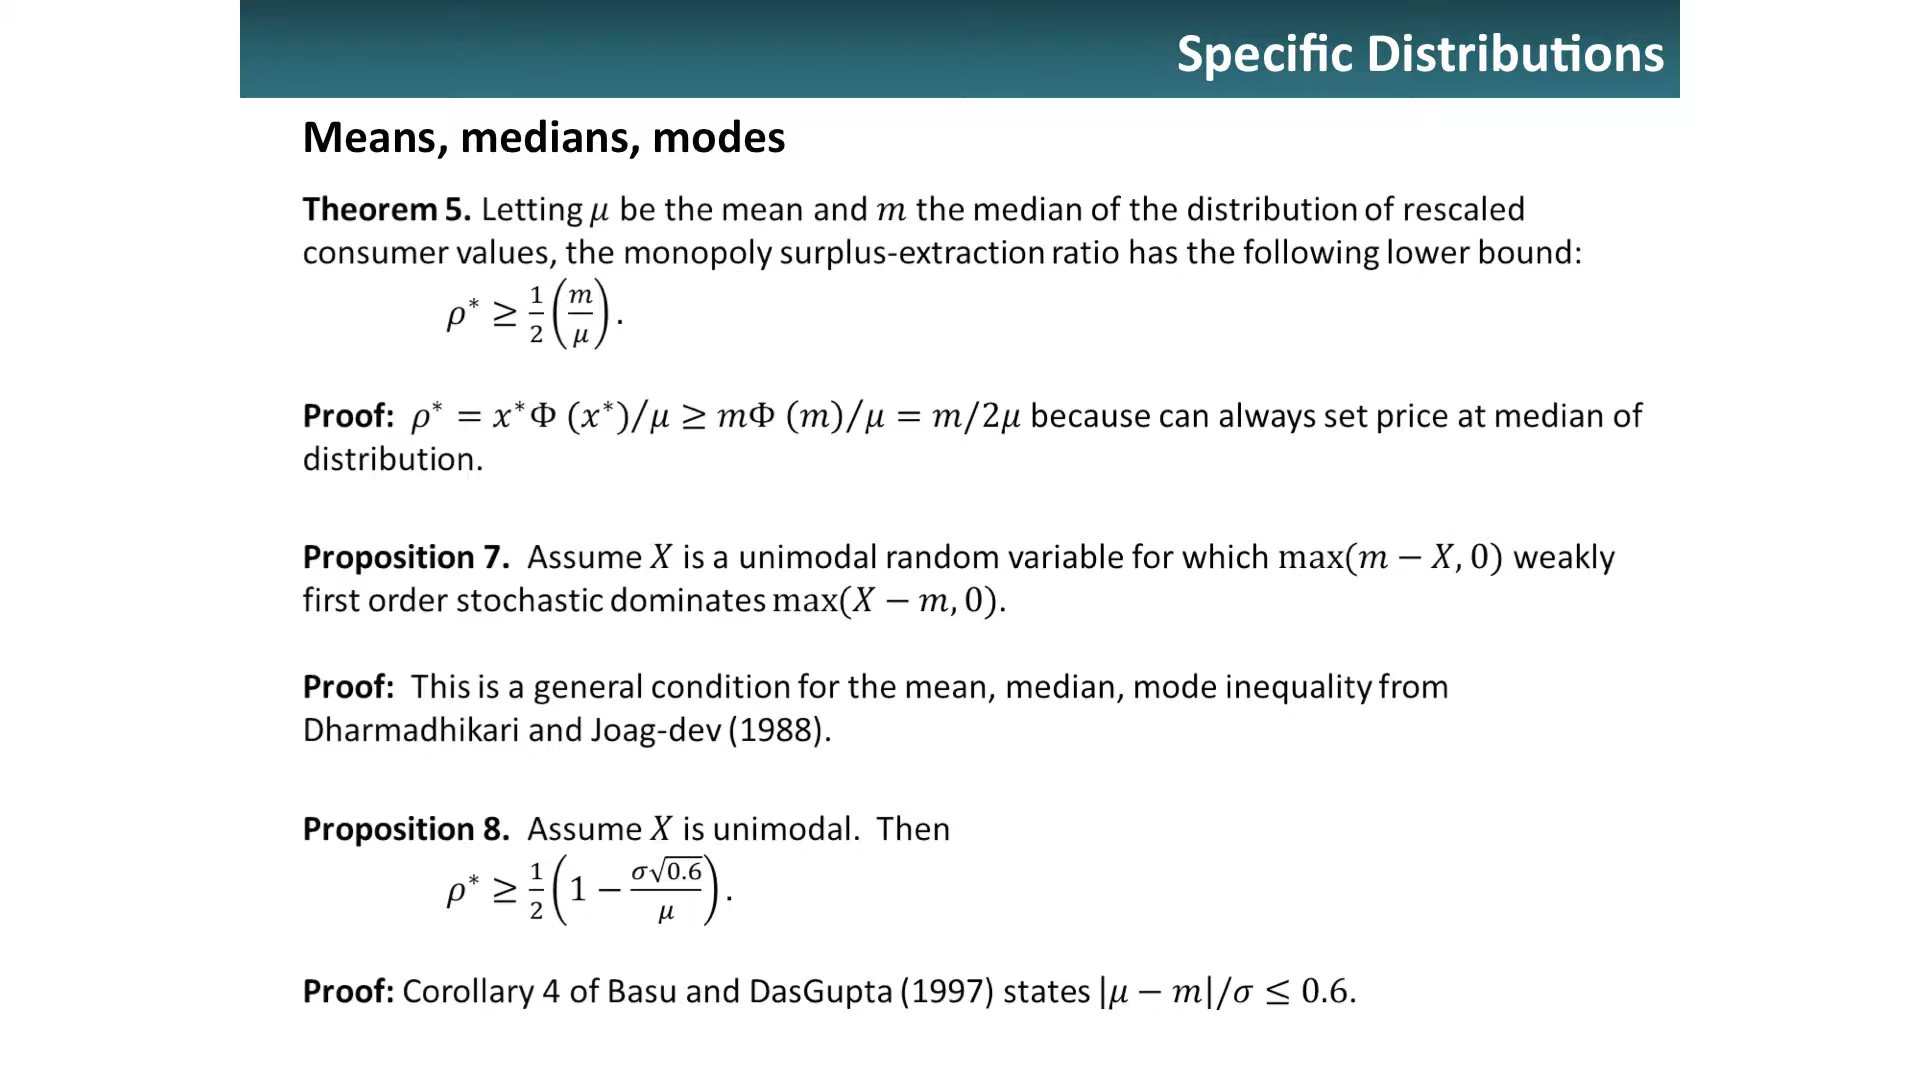 Specific Distributions
Means, medians, modes
Theorem 5. Letting μ be the mean and m the median of the distribution of rescaled
consumer values, the monopoly surplus-extraction ratio has the following lower bound:
ρ* ≥ 1/2 (m/μ).
Proof: ρ* = x*Φ (x*)/μ ≥ mΦ (m)/μ = m/2μ because can always set price at median of
distribution.
Proposition 7. Assume X is a unimodal random variable for which max(m − X, 0) weakly
first order stochastic dominates max(X − m, 0).
Proof: This is a general condition for the mean, median, mode inequality from
Dharmadhikari and Joag-dev (1988).
Proposition 8. Assume X is unimodal. Then
ρ* ≥ 1/2 (1 − σ√0.6/μ).
Proof: Corollary 4 of Basu and DasGupta (1997) states |μ − m|/σ ≤ 0.6.